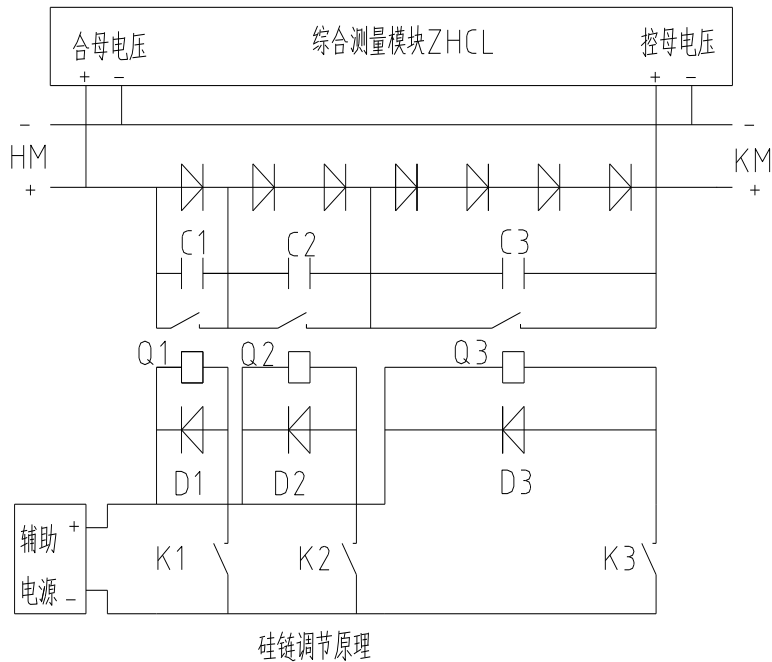 合母电压 综合测量模块ZHCL 控母电压
+ − + −
− −
HM KM
+ +
C1 C2 C3
Q1 Q2 Q3
D1 D2 D3
辅助 +
K1 K2 K3
电源 −
硅链调节原理